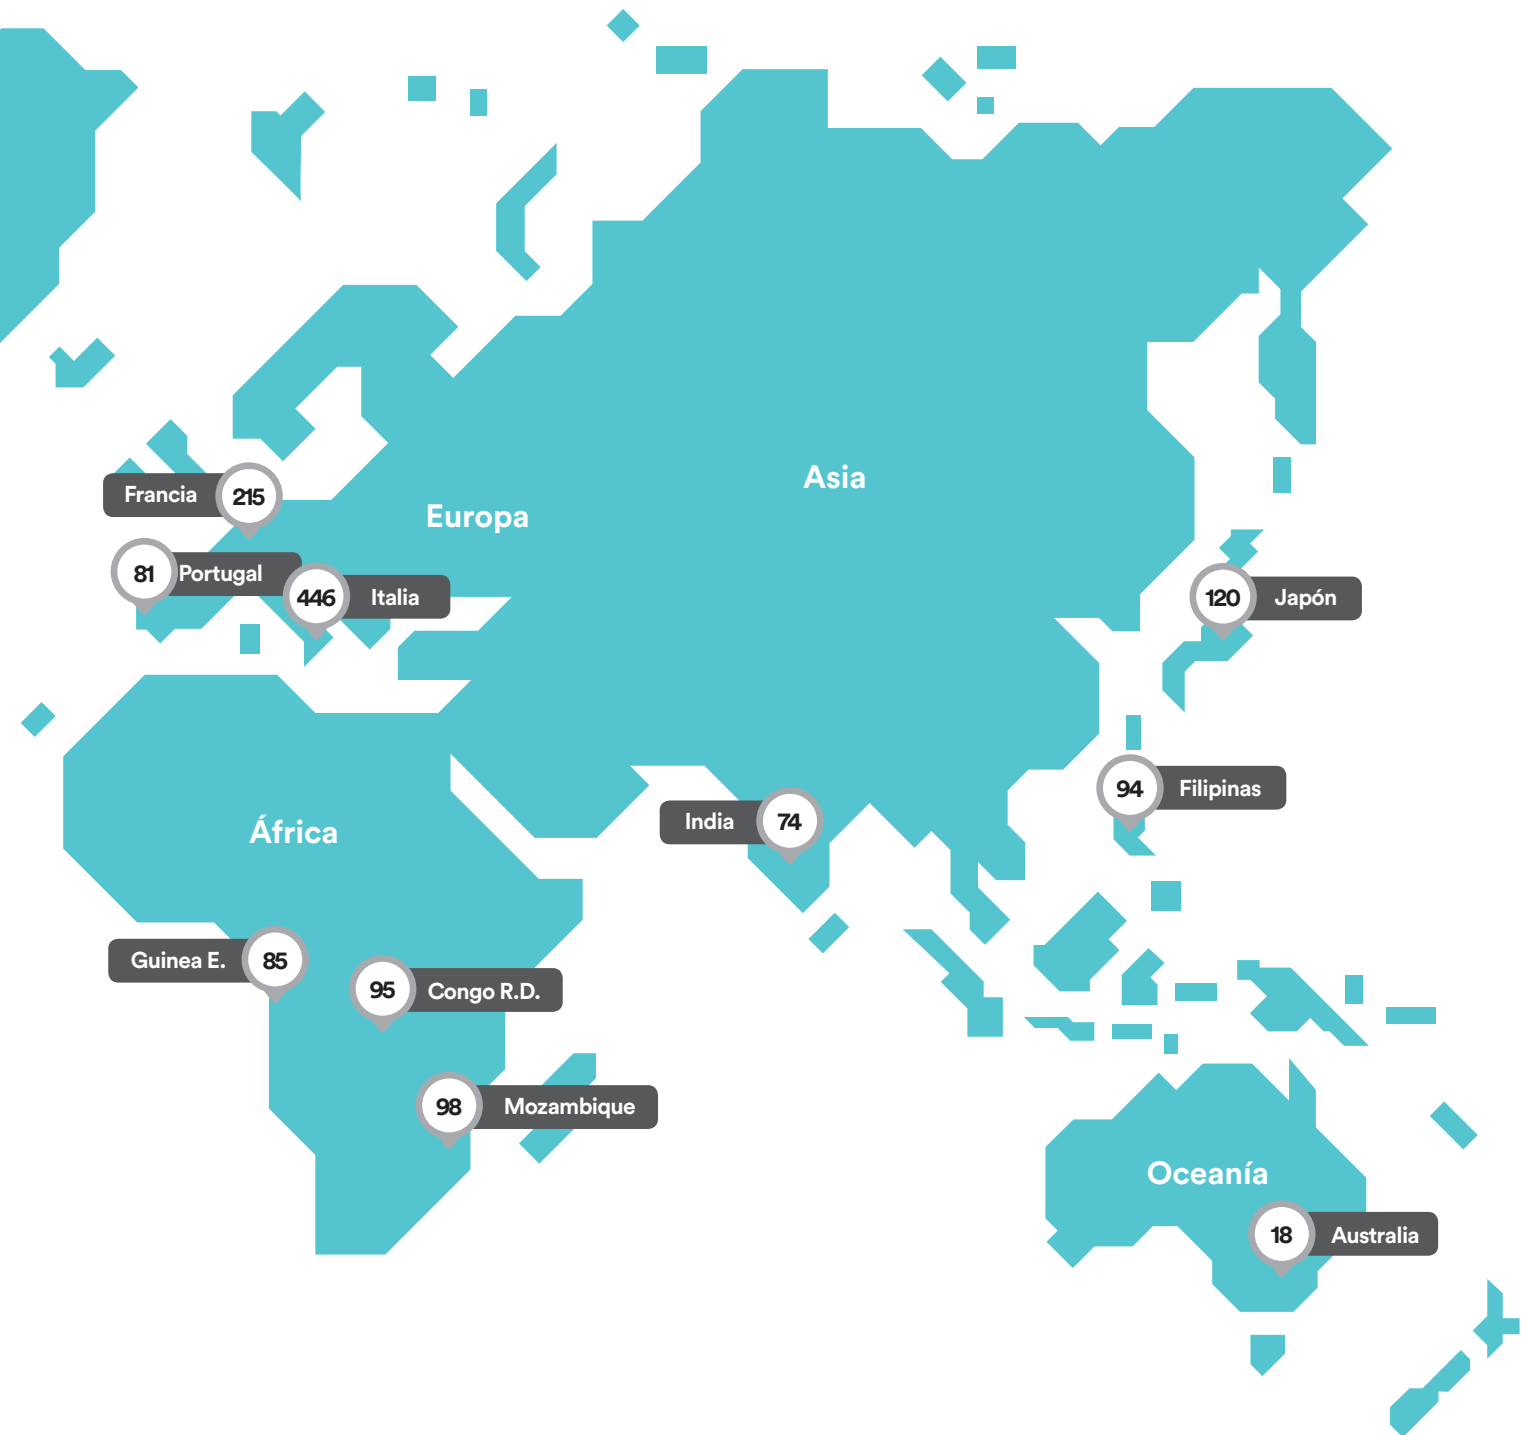 Asia
Europa
Francia 215
81 Portugal
446 Italia
120 Japón
94 Filipinas
India 74
África
Guinea E. 85
95 Congo R.D.
98 Mozambique
Oceanía
18 Australia